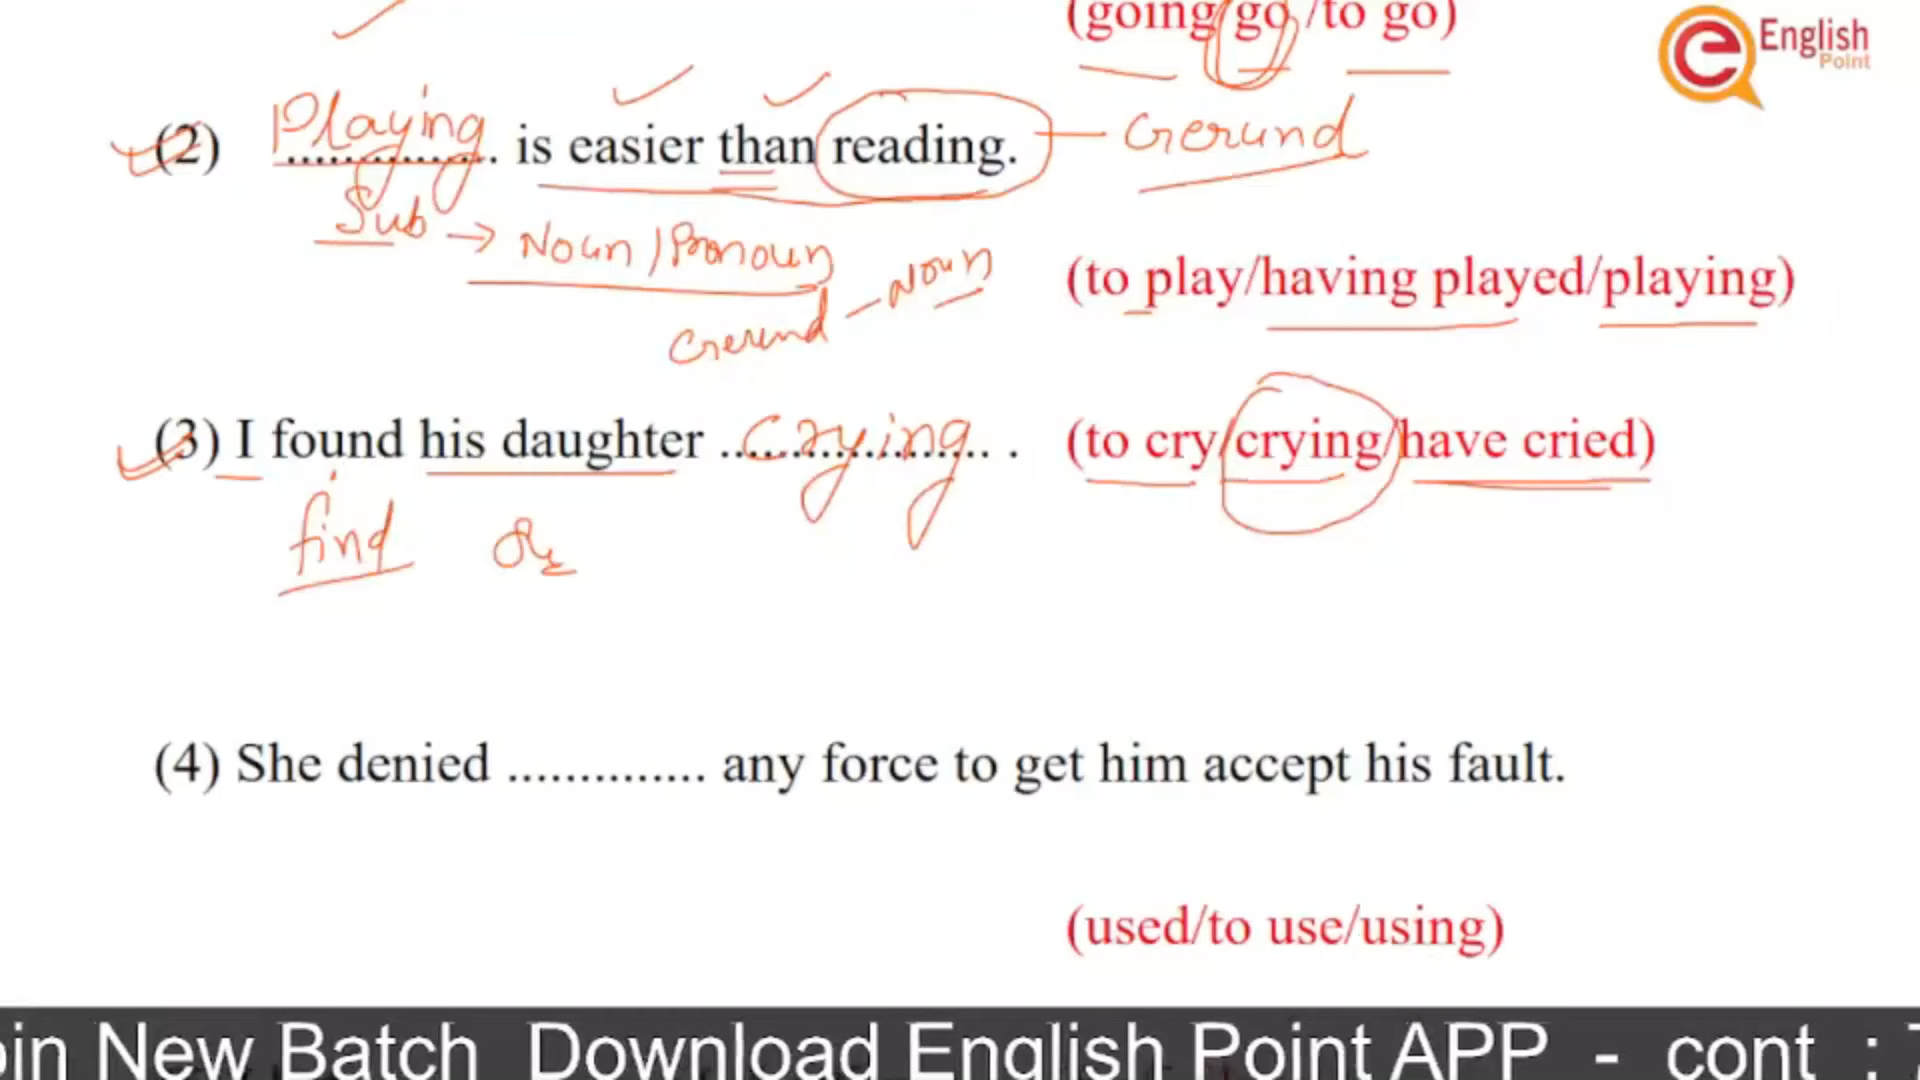 (going/go /to go)
English
Point
(2) Playing .............. is easier than reading. — Gerund
Sub → Noun / Pronoun
Gerund — Noun
(to play/having played/playing)
(3) I found his daughter ...crying... . (to cry/crying/have cried)
find
(4) She denied .............. any force to get him accept his fault.
(used/to use/using)
oin New Batch Download English Point APP - cont : 7